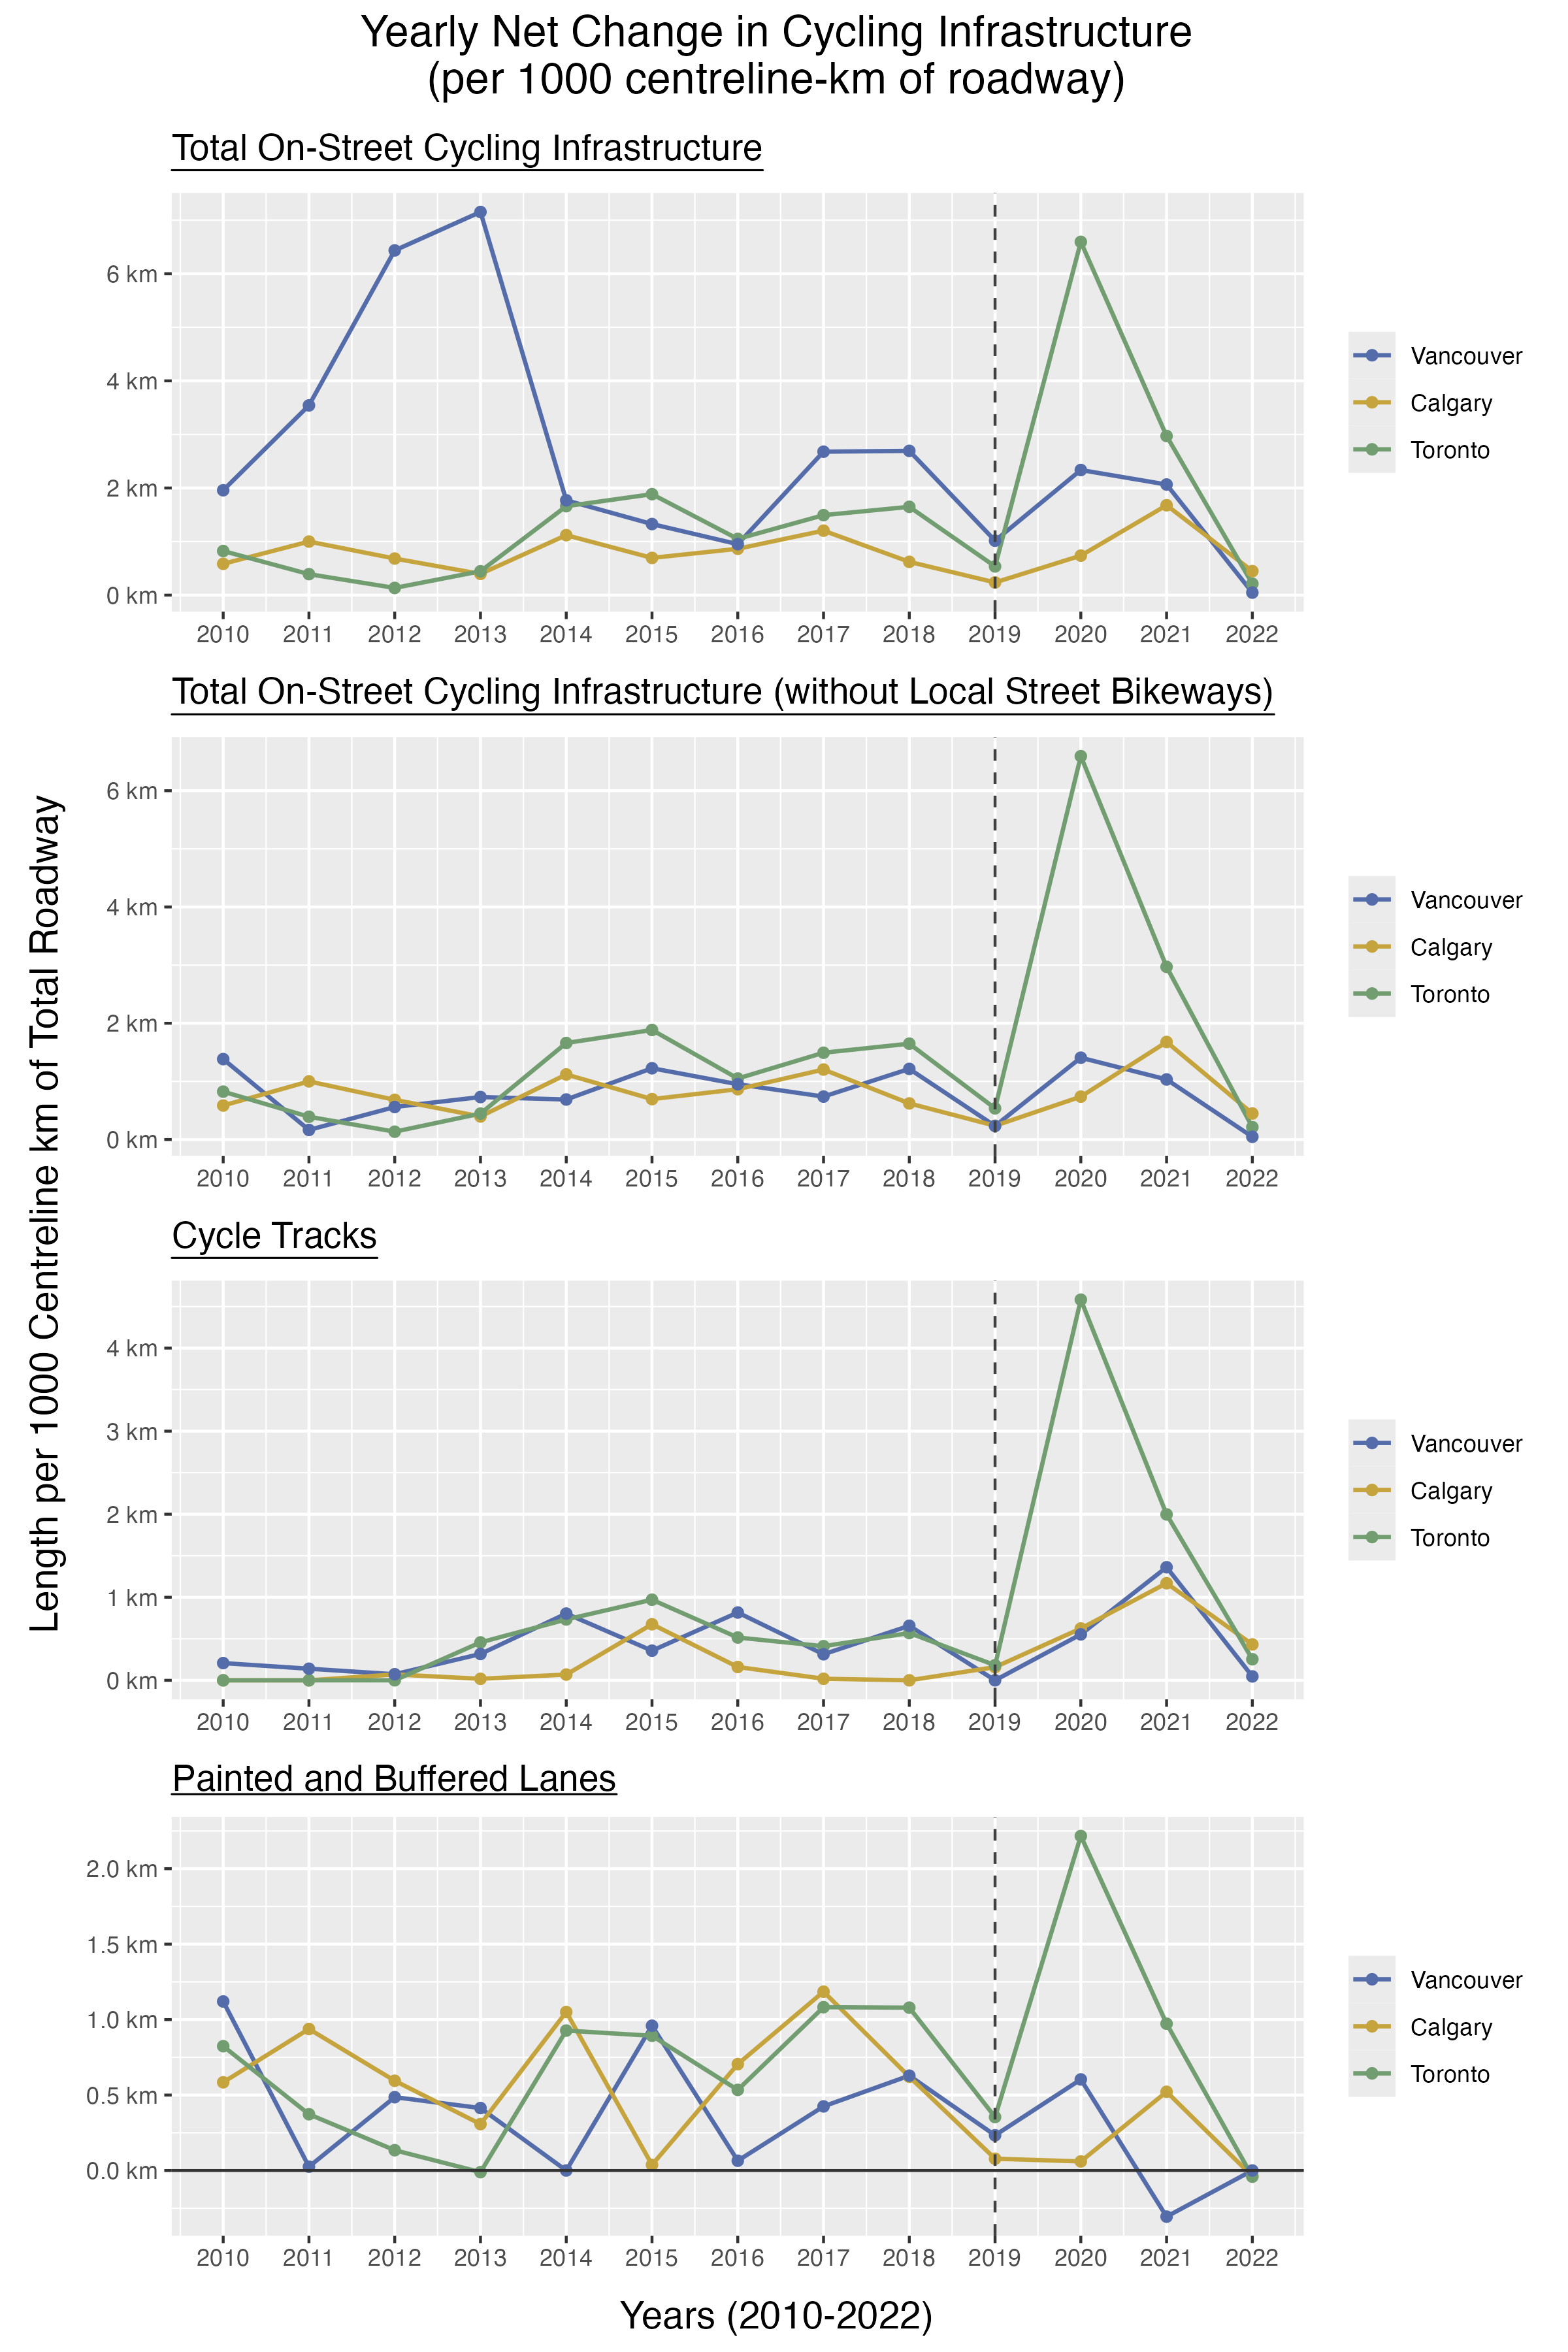 Yearly Net Change in Cycling Infrastructure
(per 1000 centreline-km of roadway)
Length per 1000 Centreline km of Total Roadway
Total On-Street Cycling Infrastructure
6 km
4 km
2 km
0 km
2010 2011 2012 2013 2014 2015 2016 2017 2018 2019 2020 2021 2022
Vancouver
Calgary
Toronto
Total On-Street Cycling Infrastructure (without Local Street Bikeways)
6 km
4 km
2 km
0 km
2010 2011 2012 2013 2014 2015 2016 2017 2018 2019 2020 2021 2022
Vancouver
Calgary
Toronto
Cycle Tracks
4 km
3 km
2 km
1 km
0 km
2010 2011 2012 2013 2014 2015 2016 2017 2018 2019 2020 2021 2022
Vancouver
Calgary
Toronto
Painted and Buffered Lanes
2.0 km
1.5 km
1.0 km
0.5 km
0.0 km
2010 2011 2012 2013 2014 2015 2016 2017 2018 2019 2020 2021 2022
Vancouver
Calgary
Toronto
Years (2010-2022)